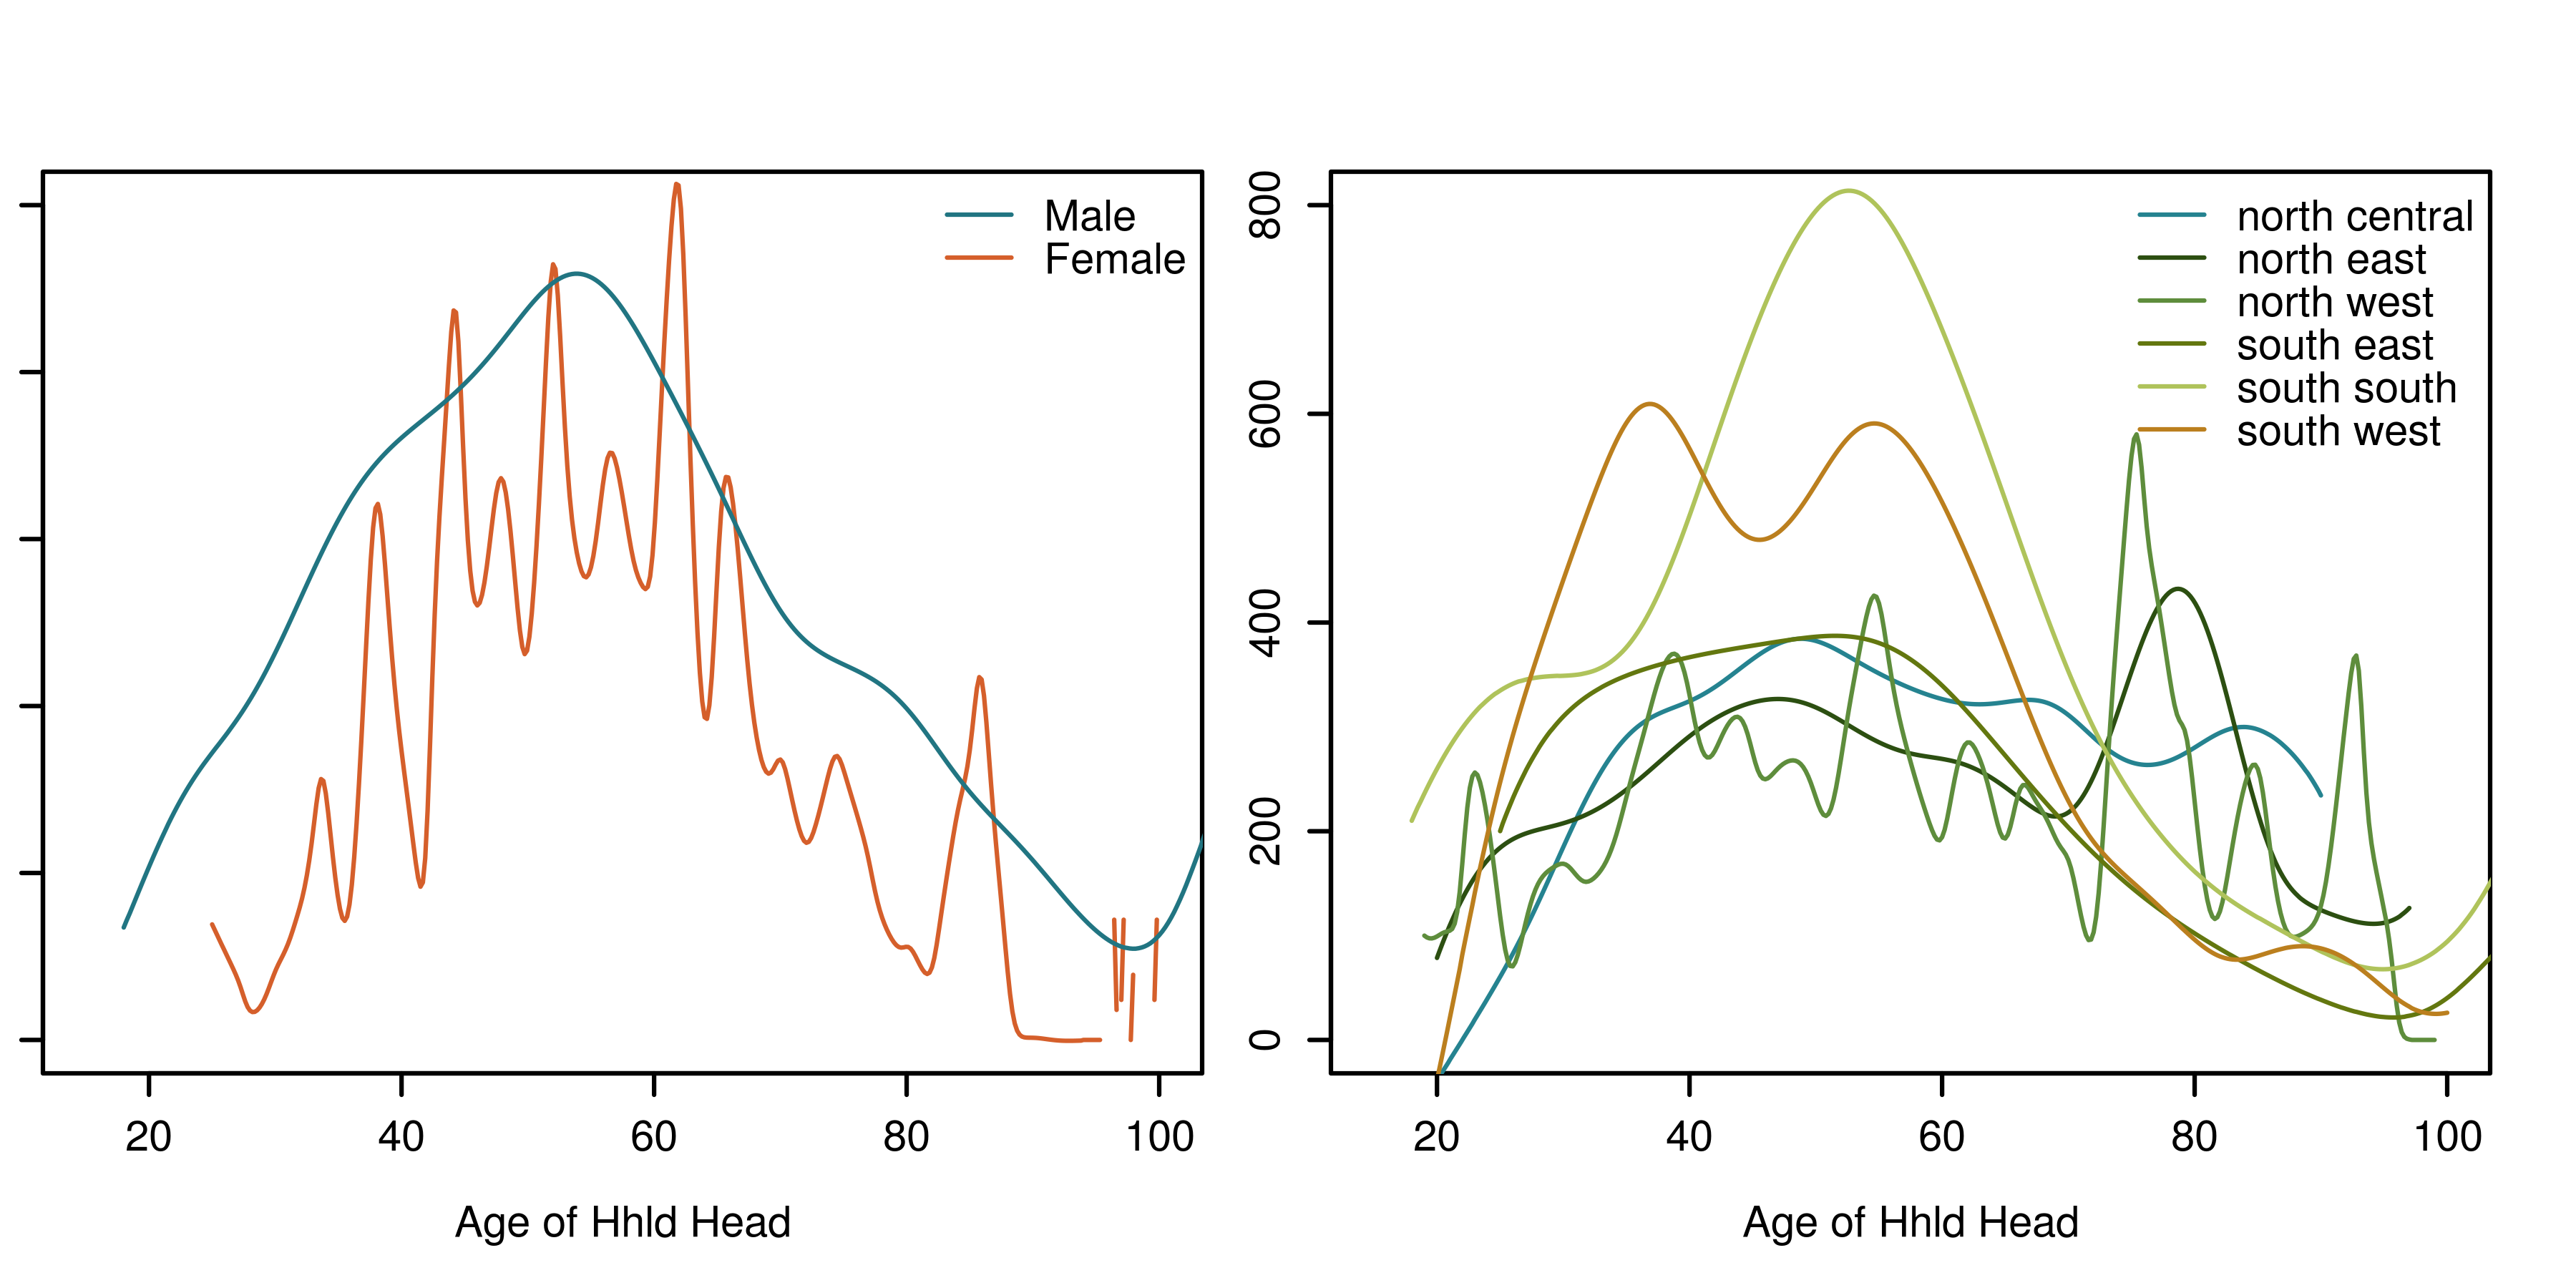 Male
Female
20 40 60 80 100
Age of Hhld Head
800
600
400
200
0
north central
north east
north west
south east
south south
south west
20 40 60 80 100
Age of Hhld Head